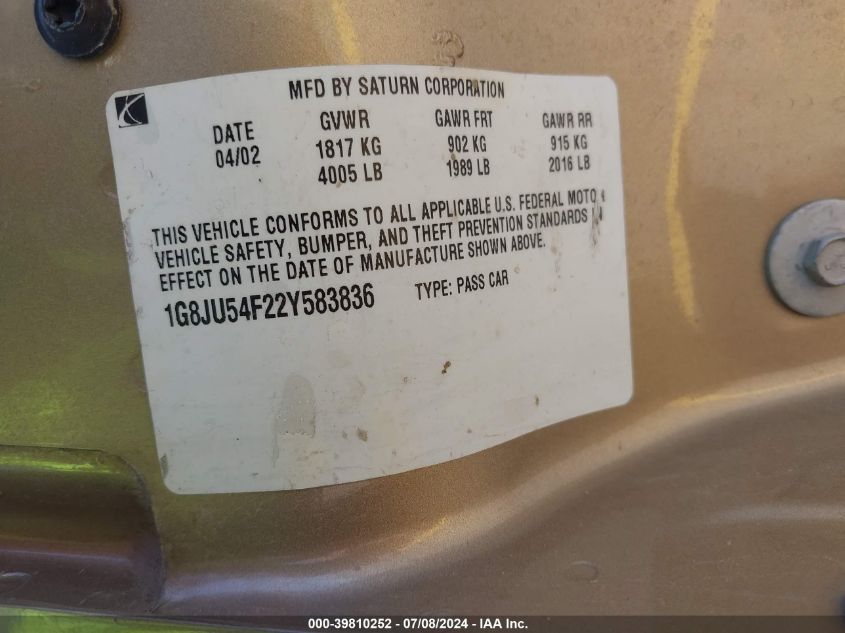 MFD BY SATURN CORPORATION
DATE GVWR GAWR FRT GAWR RR
04/02 1817 KG 902 KG 915 KG
4005 LB 1989 LB 2016 LB
THIS VEHICLE CONFORMS TO ALL APPLICABLE U.S. FEDERAL MOTO
VEHICLE SAFETY, BUMPER, AND THEFT PREVENTION STANDARDS
EFFECT ON THE DATE OF MANUFACTURE SHOWN ABOVE.
1G8JU54F22Y583836 TYPE: PASS CAR
000-39810252 / 07/08/2024 - IAA Inc.